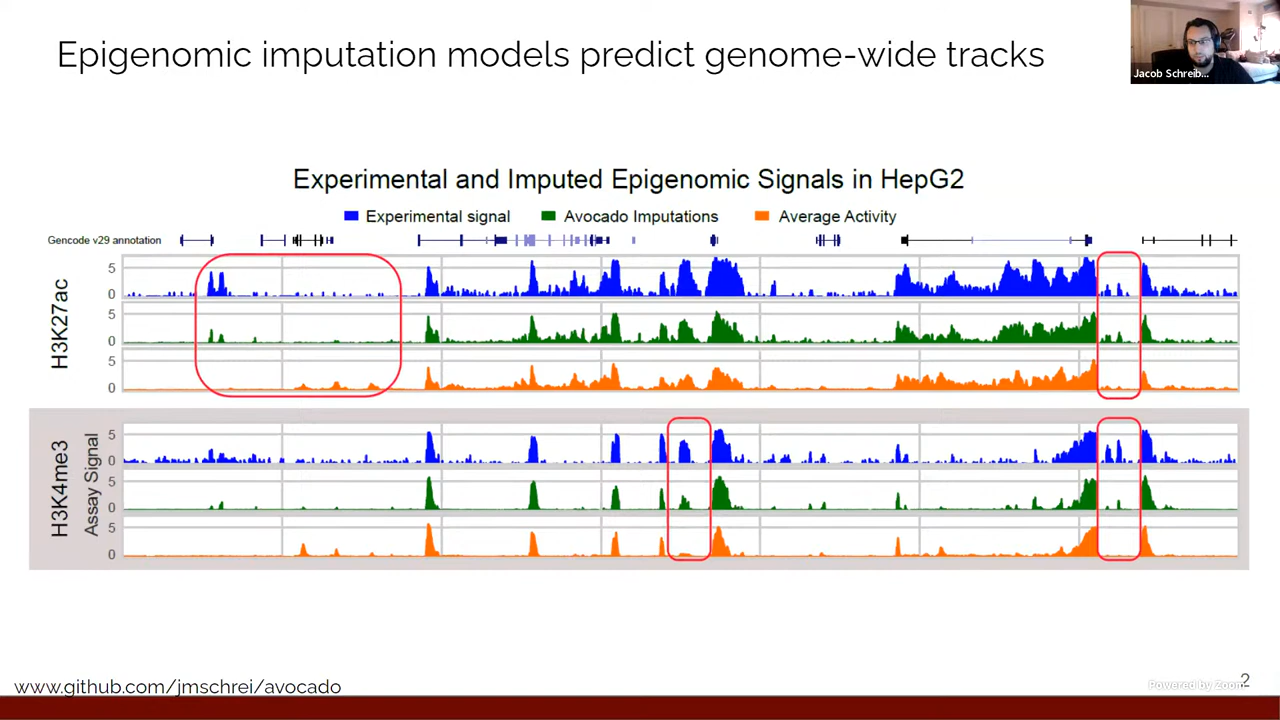 Epigenomic imputation models predict genome-wide tracks
Jacob Schreib...
Experimental and Imputed Epigenomic Signals in HepG2
Experimental signal Avocado Imputations Average Activity
Gencode v29 annotation
H3K27ac
5
0
5
0
5
0
H3K4me3
Assay Signal
5
0
5
0
5
0
www.github.com/jmschrei/avocado
Powered by Zoom
2